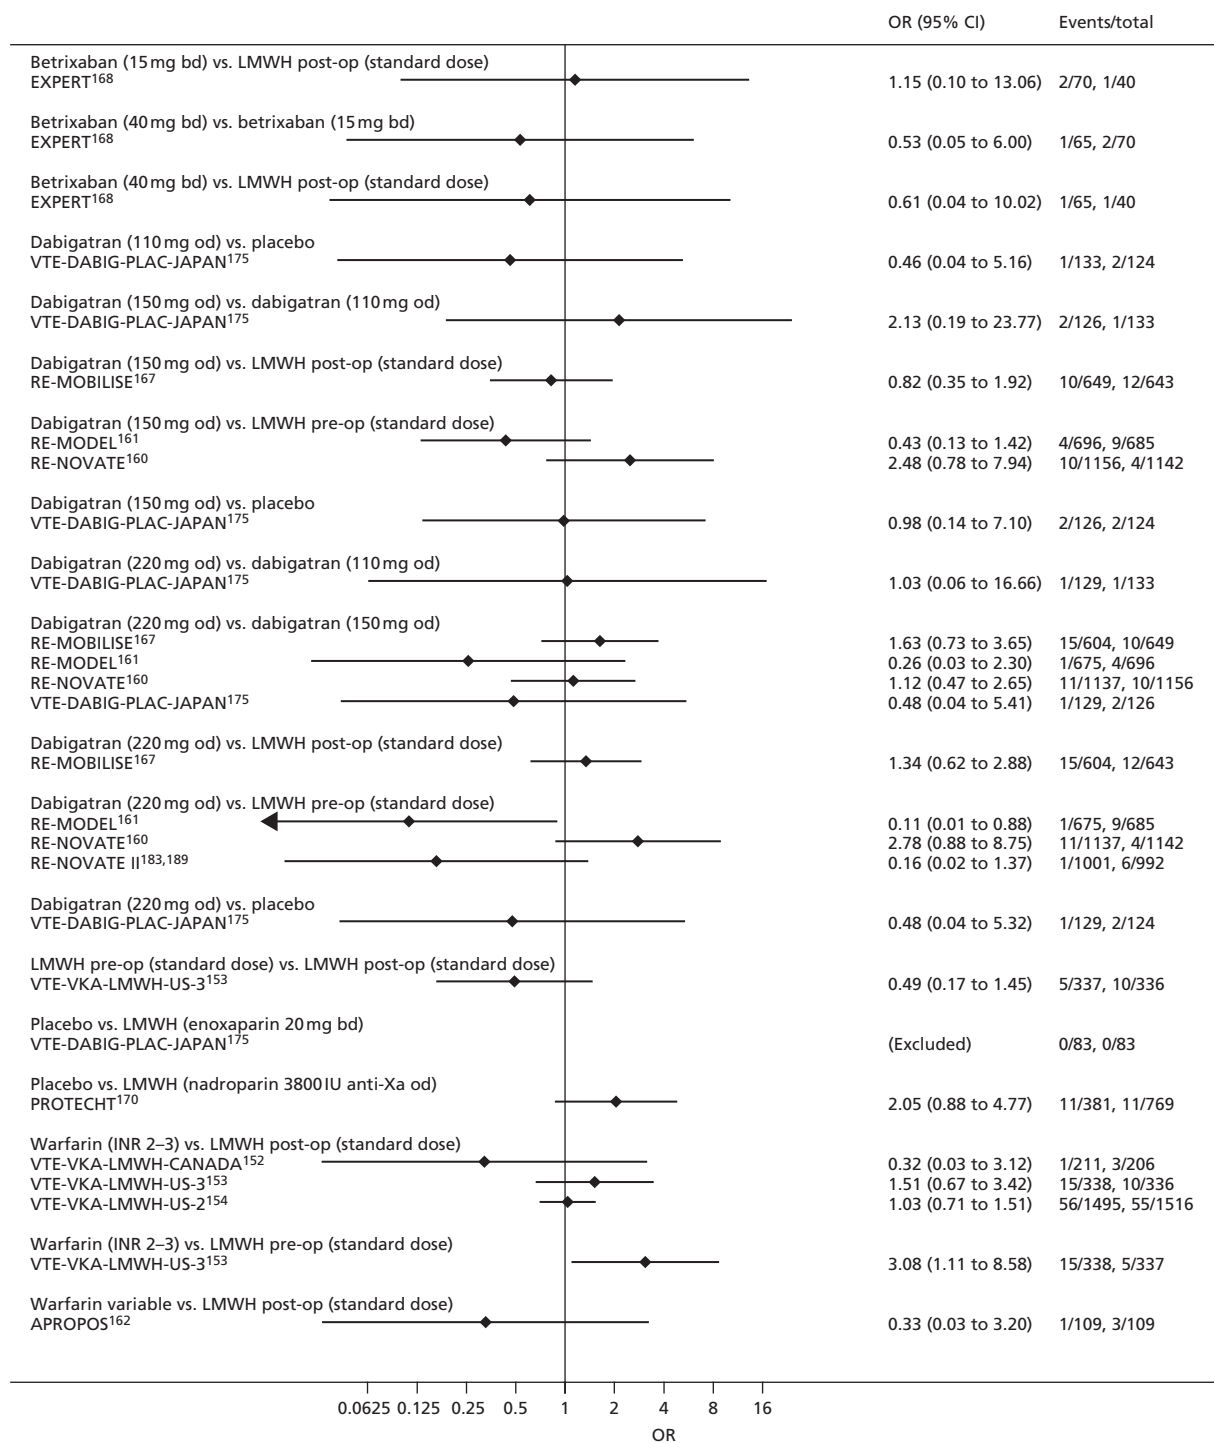 OR (95% CI) Events/total
Betrixaban (15 mg bd) vs. LMWH post-op (standard dose)
EXPERT168 1.15 (0.10 to 13.06) 2/70, 1/40
Betrixaban (40 mg bd) vs. betrixaban (15 mg bd)
EXPERT168 0.53 (0.05 to 6.00) 1/65, 2/70
Betrixaban (40 mg bd) vs. LMWH post-op (standard dose)
EXPERT168 0.61 (0.04 to 10.02) 1/65, 1/40
Dabigatran (110 mg od) vs. placebo
VTE-DABIG-PLAC-JAPAN175 0.46 (0.04 to 5.16) 1/133, 2/124
Dabigatran (150 mg od) vs. dabigatran (110 mg od)
VTE-DABIG-PLAC-JAPAN175 2.13 (0.19 to 23.77) 2/126, 1/133
Dabigatran (150 mg od) vs. LMWH post-op (standard dose)
RE-MOBILISE167 0.82 (0.35 to 1.92) 10/649, 12/643
Dabigatran (150 mg od) vs. LMWH pre-op (standard dose)
RE-MODEL161 0.43 (0.13 to 1.42) 4/696, 9/685
RE-NOVATE160 2.48 (0.78 to 7.94) 10/1156, 4/1142
Dabigatran (150 mg od) vs. placebo
VTE-DABIG-PLAC-JAPAN175 0.98 (0.14 to 7.10) 2/126, 2/124
Dabigatran (220 mg od) vs. dabigatran (110 mg od)
VTE-DABIG-PLAC-JAPAN175 1.03 (0.06 to 16.66) 1/129, 1/133
Dabigatran (220 mg od) vs. dabigatran (150 mg od)
RE-MOBILISE167 1.63 (0.73 to 3.65) 15/604, 10/649
RE-MODEL161 0.26 (0.03 to 2.30) 1/675, 4/696
RE-NOVATE160 1.12 (0.47 to 2.65) 11/1137, 10/1156
VTE-DABIG-PLAC-JAPAN175 0.48 (0.04 to 5.41) 1/129, 2/126
Dabigatran (220 mg od) vs. LMWH post-op (standard dose)
RE-MOBILISE167 1.34 (0.62 to 2.88) 15/604, 12/643
Dabigatran (220 mg od) vs. LMWH pre-op (standard dose)
RE-MODEL161 0.11 (0.01 to 0.88) 1/675, 9/685
RE-NOVATE160 2.78 (0.88 to 8.75) 11/1137, 4/1142
RE-NOVATE II183,189 0.16 (0.02 to 1.37) 1/1001, 6/992
Dabigatran (220 mg od) vs. placebo
VTE-DABIG-PLAC-JAPAN175 0.48 (0.04 to 5.32) 1/129, 2/124
LMWH pre-op (standard dose) vs. LMWH post-op (standard dose)
VTE-VKA-LMWH-US-3153 0.49 (0.17 to 1.45) 5/337, 10/336
Placebo vs. LMWH (enoxaparin 20 mg bd)
VTE-DABIG-PLAC-JAPAN175 (Excluded) 0/83, 0/83
Placebo vs. LMWH (nadroparin 3800 IU anti-Xa od)
PROTECHT170 2.05 (0.88 to 4.77) 11/381, 11/769
Warfarin (INR 2–3) vs. LMWH post-op (standard dose)
VTE-VKA-LMWH-CANADA152 0.32 (0.03 to 3.12) 1/211, 3/206
VTE-VKA-LMWH-US-3153 1.51 (0.67 to 3.42) 15/338, 10/336
VTE-VKA-LMWH-US-2154 1.03 (0.71 to 1.51) 56/1495, 55/1516
Warfarin (INR 2–3) vs. LMWH pre-op (standard dose)
VTE-VKA-LMWH-US-3153 3.08 (1.11 to 8.58) 15/338, 5/337
Warfarin variable vs. LMWH post-op (standard dose)
APROPOS162 0.33 (0.03 to 3.20) 1/109, 3/109
0.0625 0.125 0.25 0.5 1 2 4 8 16
OR